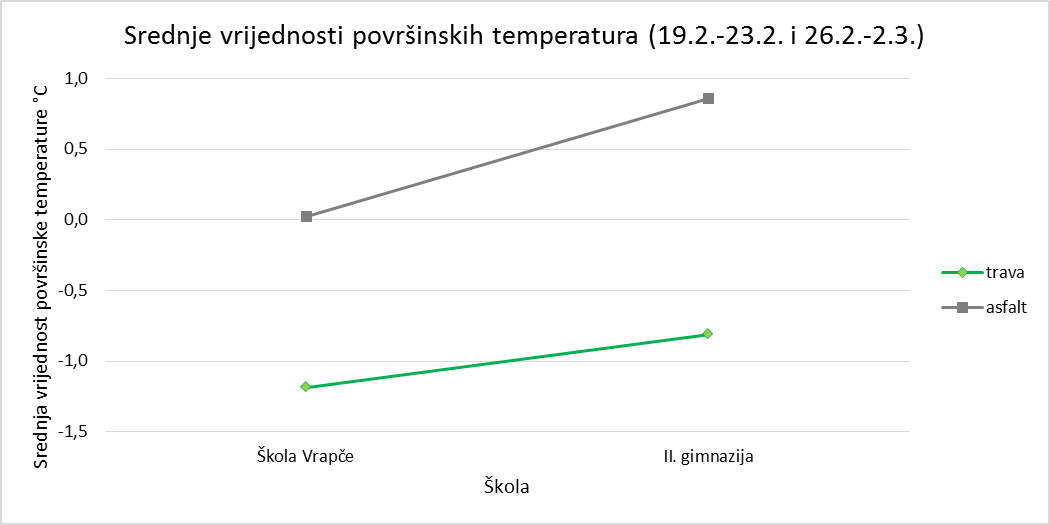 Srednje vrijednosti površinskih temperatura (19.2.-23.2. i 26.2.-2.3.)
Srednja vrijednost površinske temperature ˚C
1,0
0,5
0,0
-0,5
-1,0
-1,5
Škola Vrapče
II. gimnazija
Škola
trava
asfalt